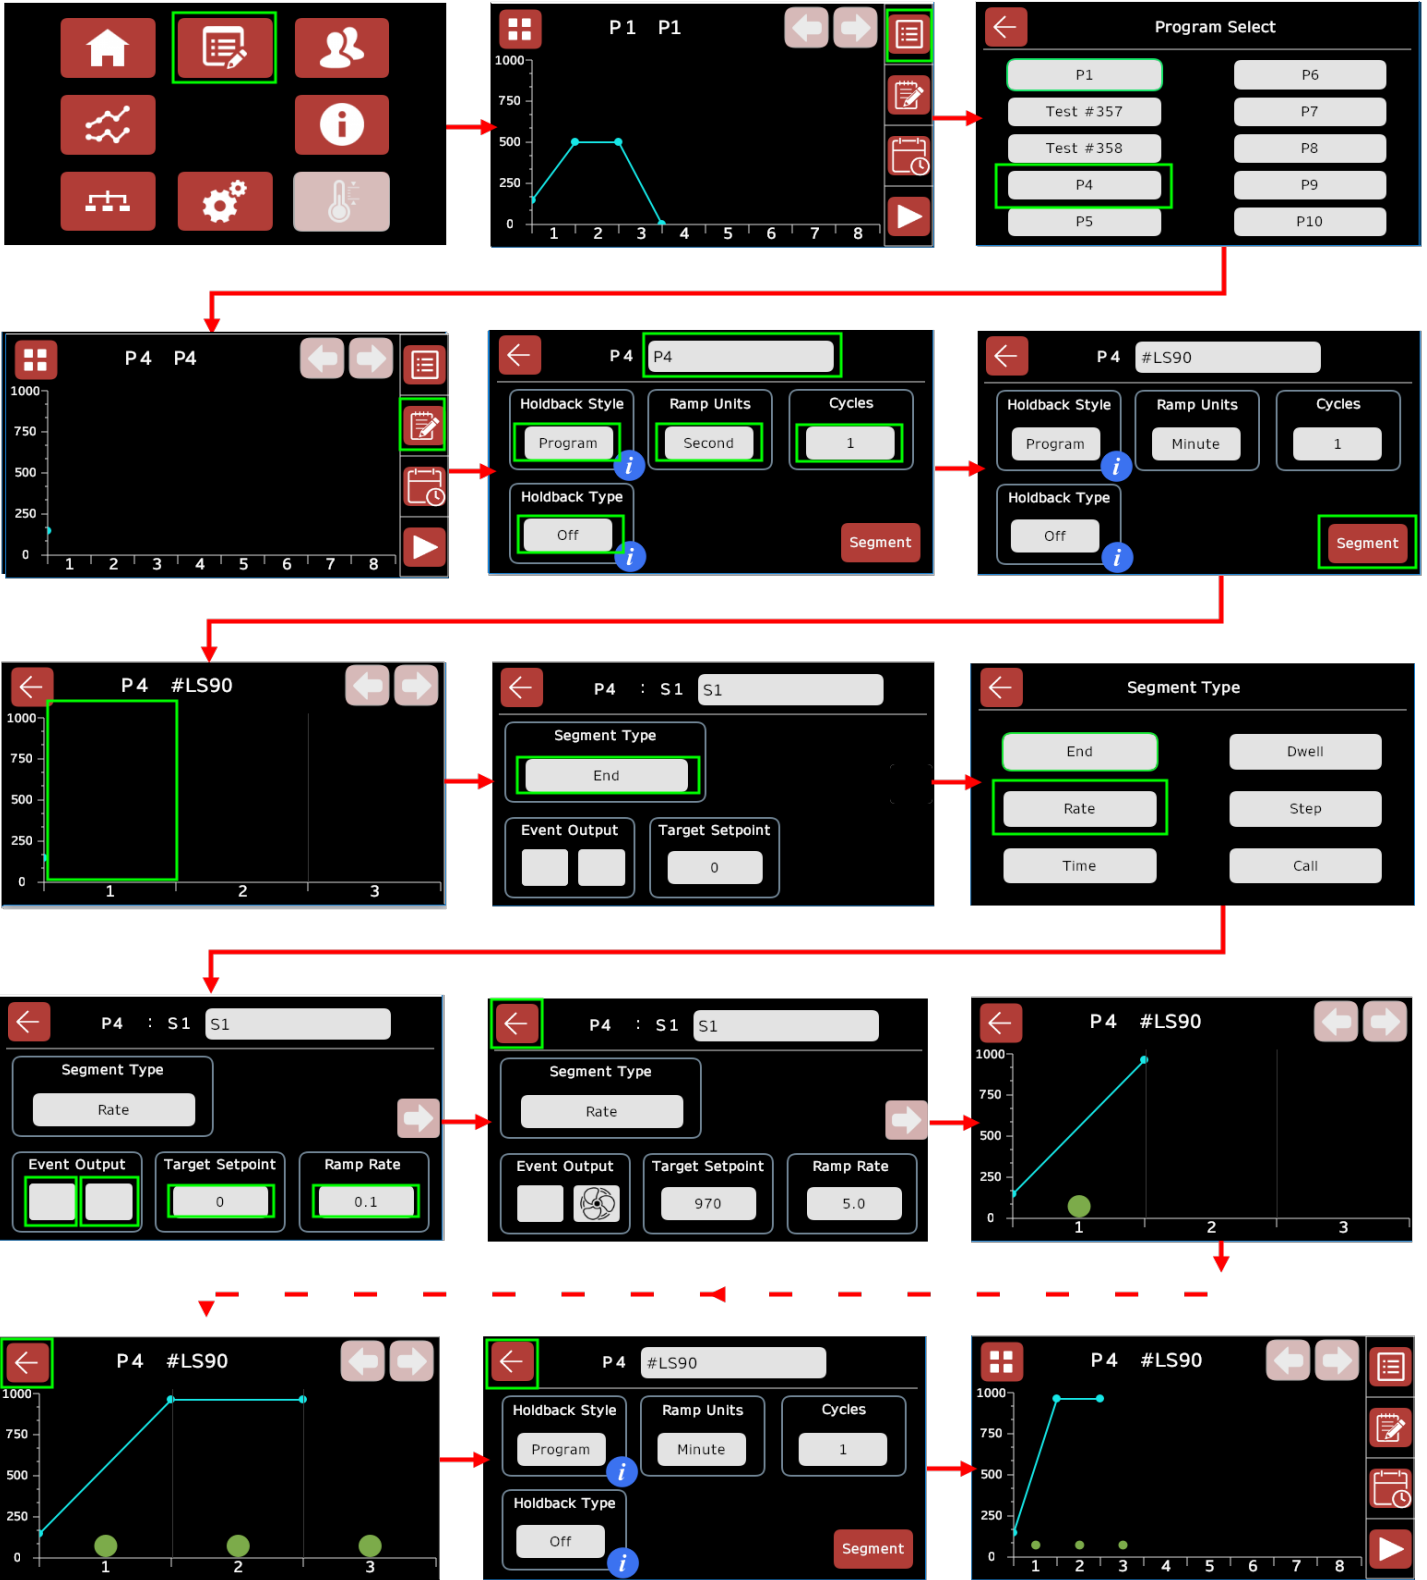 P1 P1
1000
750
500
250
0
1 2 3 4 5 6 7 8
Program Select
P1 P6
Test #357 P7
Test #358 P8
P4 P9
P5 P10
P4 P4
1000
750
500
250
0
1 2 3 4 5 6 7 8
P4 P4
Holdback Style Ramp Units Cycles
Program Second 1
i
Holdback Type
Off
Segment
i
P4 #LS90
Holdback Style Ramp Units Cycles
Program Minute 1
i
Holdback Type
Off
Segment
i
P4 #LS90
1000
750
500
250
0
1 2 3
P4 : S1 S1
Segment Type
End
Event Output Target Setpoint
0
Segment Type
End Dwell
Rate Step
Time Call
P4 : S1 S1
Segment Type
Rate
Event Output Target Setpoint Ramp Rate
0 0.1
P4 : S1 S1
Segment Type
Rate
Event Output Target Setpoint Ramp Rate
970 5.0
P4 #LS90
1000
750
500
250
0
1 2 3
P4 #LS90
1000
750
500
250
0
1 2 3
P4 #LS90
Holdback Style Ramp Units Cycles
Program Minute 1
i
Holdback Type
Off
Segment
i
P4 #LS90
1000
750
500
250
0
1 2 3 4 5 6 7 8